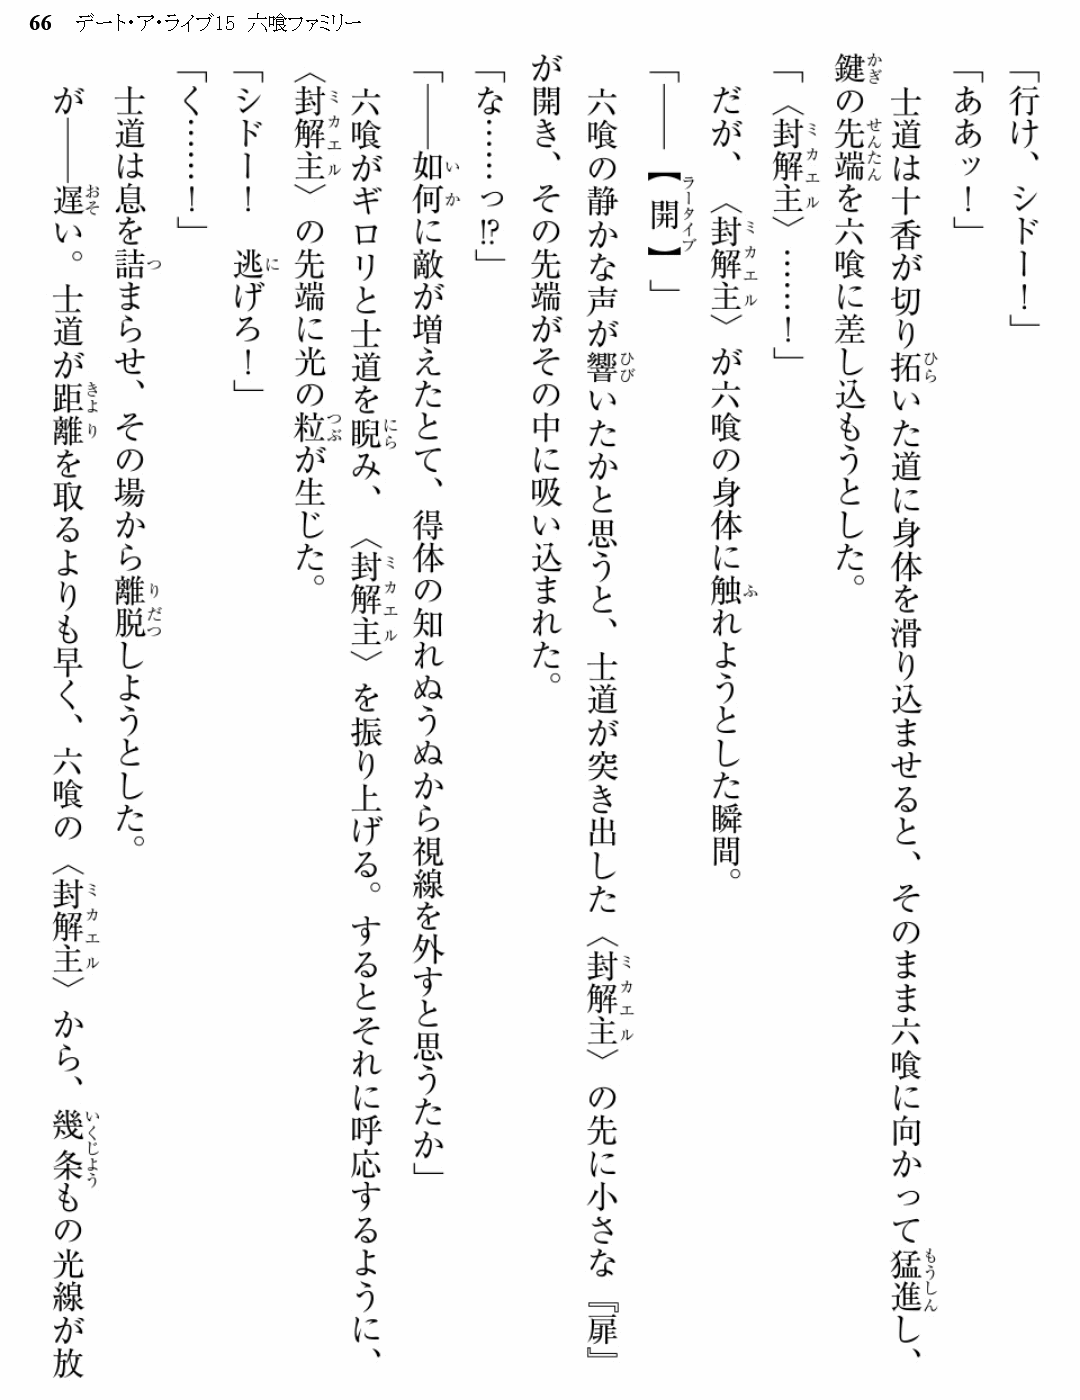 66 デート・ア・ライブ15 六喰ファミリー
「行け、シドー！」
「ああッ！」
士道は十香が切り拓いた道に身体を滑り込ませると、そのまま六喰に向かって猛進し、
鍵の先端を六喰に差し込もうとした。
「〈封解主〉……！」
だが、〈封解主〉が六喰の身体に触れようとした瞬間。
「――【開】」
六喰の静かな声が響いたかと思うと、士道が突き出した〈封解主〉の先に小さな『扉』
が開き、その先端がその中に吸い込まれた。
「な……っ!?」
「――如何に敵が増えたとて、得体の知れぬうぬから視線を外すと思うたか」
六喰がギロリと士道を睨み、〈封解主〉を振り上げる。するとそれに呼応するように、
〈封解主〉の先端に光の粒が生じた。
「シドー！　逃げろ！」
「く……！」
士道は息を詰まらせ、その場から離脱しようとした。
が――遅い。士道が距離を取るよりも早く、六喰の〈封解主〉から、幾条もの光線が放